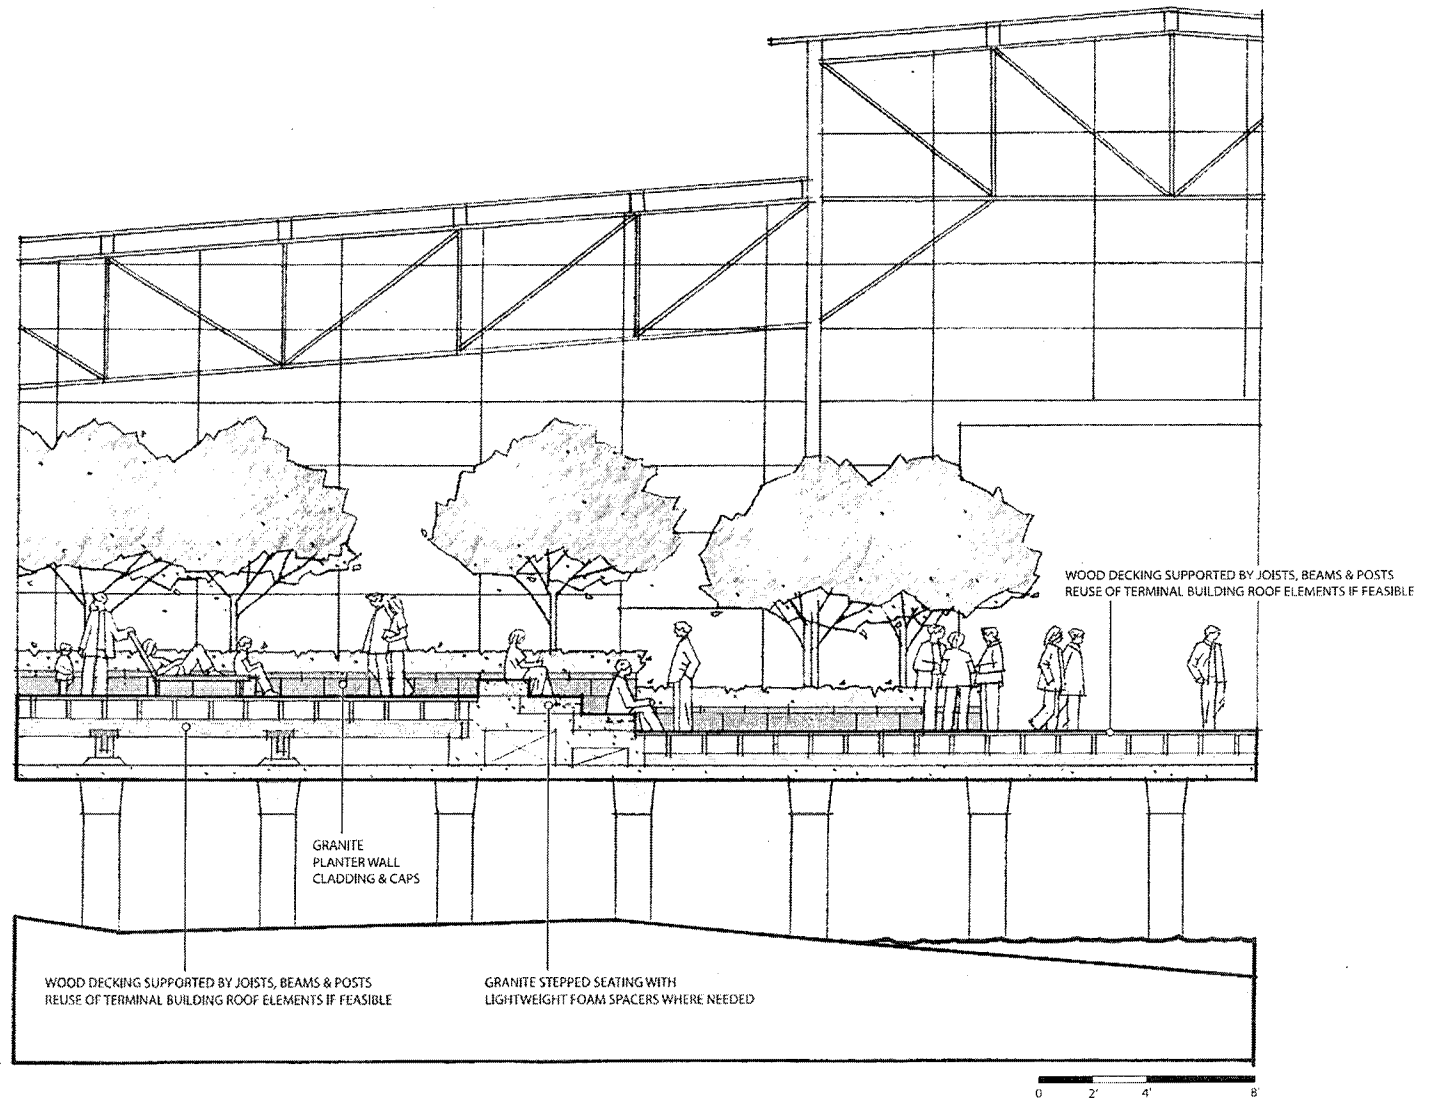 WOOD DECKING SUPPORTED BY JOISTS, BEAMS & POSTS
REUSE OF TERMINAL BUILDING ROOF ELEMENTS IF FEASIBLE
GRANITE
PLANTER WALL
CLADDING & CAPS
WOOD DECKING SUPPORTED BY JOISTS, BEAMS & POSTS
REUSE OF TERMINAL BUILDING ROOF ELEMENTS IF FEASIBLE
GRANITE STEPPED SEATING WITH
LIGHTWEIGHT FOAM SPACERS WHERE NEEDED
0 2' 4' 8'